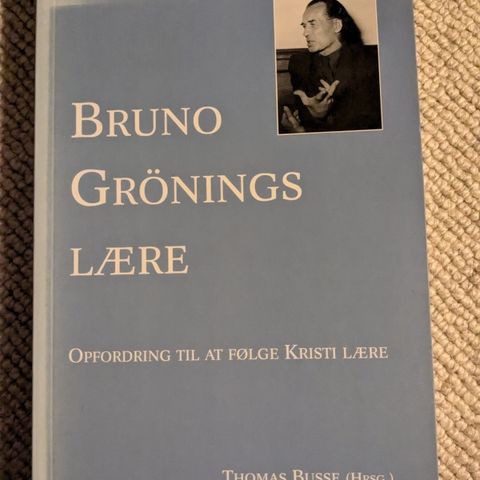 BRUNO
GRÖNINGS
LÆRE
OPFORDRING TIL AT FØLGE KRISTI LÆRE
THOMAS BUSSE (HRSG.)